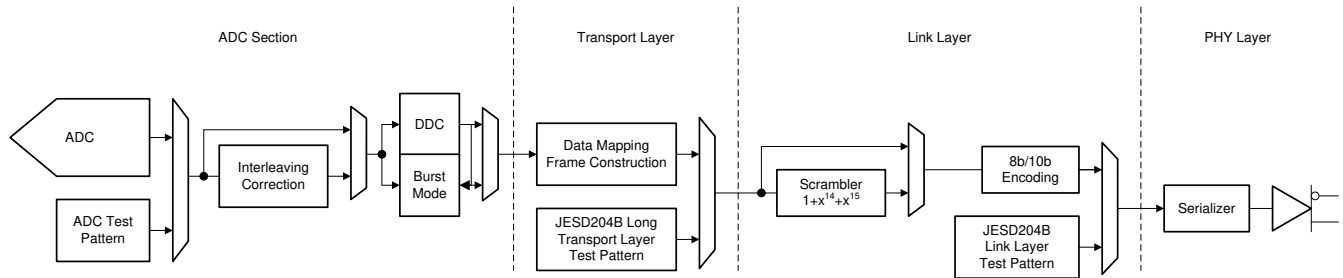 ADC Section
Transport Layer
Link Layer
PHY Layer
ADC
ADC Test
Pattern
Interleaving
Correction
DDC
Burst
Mode
Data Mapping
Frame Construction
JESD204B Long
Transport Layer
Test Pattern
Scrambler
1+x¹⁴+x¹⁵
8b/10b
Encoding
JESD204B
Link Layer
Test Pattern
Serializer